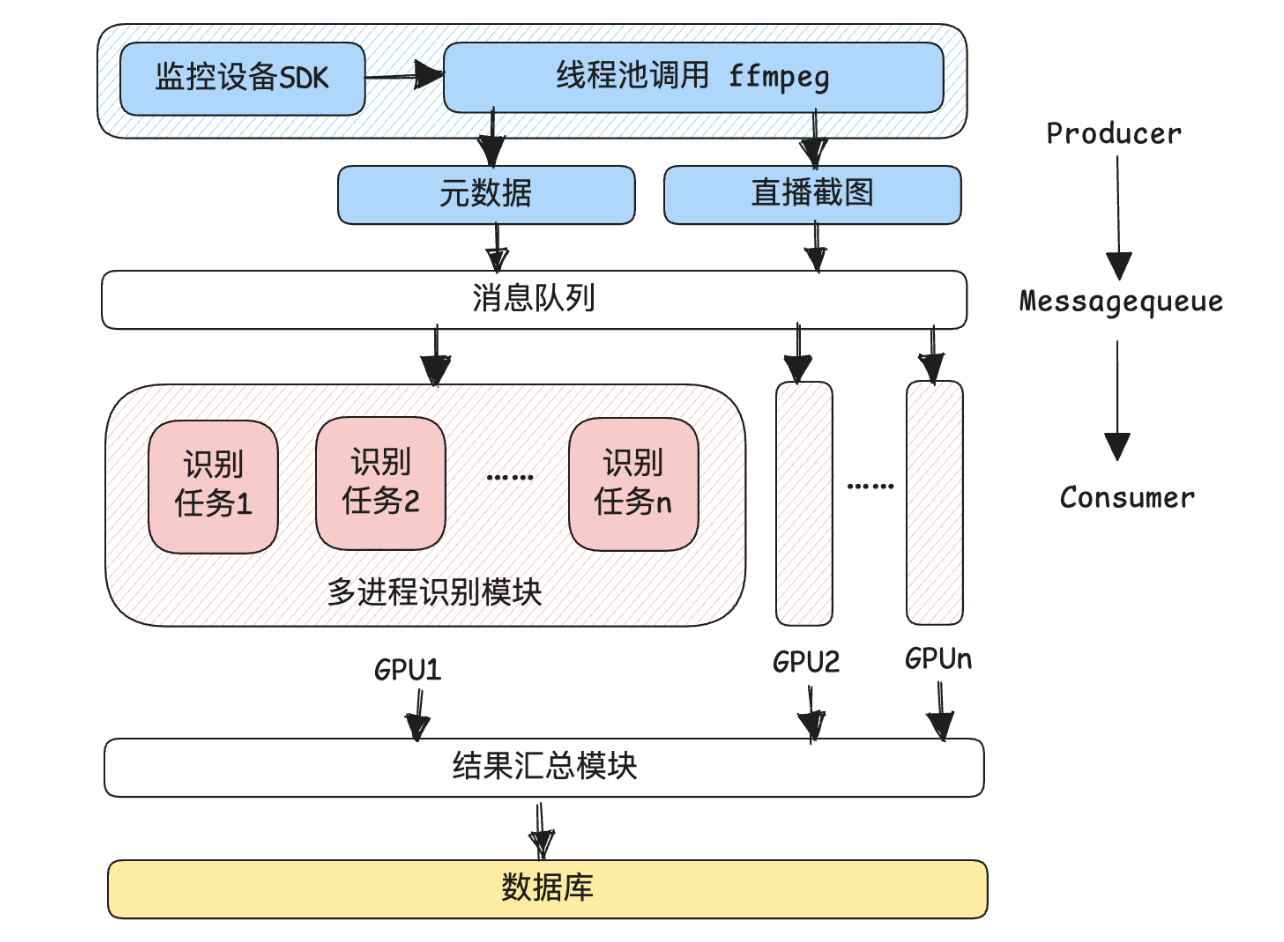 监控设备SDK
线程池调用 ffmpeg
Producer
元数据
直播截图
消息队列
Messagequeue
识别
任务1
识别
任务2
……
识别
任务n
……
Consumer
多进程识别模块
GPU1
GPU2
GPUn
结果汇总模块
数据库